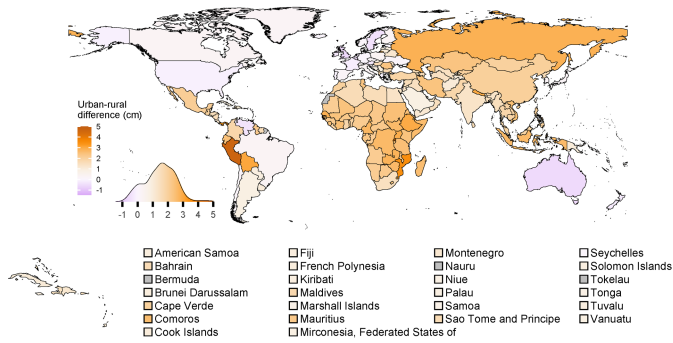 Urban-rural
difference (cm)
5
4
3
2
1
0
-1
-1 0 1 2 3 4 5
American Samoa
Bahrain
Bermuda
Brunei Darussalam
Cape Verde
Comoros
Cook Islands
Fiji
French Polynesia
Kiribati
Maldives
Marshall Islands
Mauritius
Mirconesia, Federated States of
Montenegro
Nauru
Niue
Palau
Samoa
Sao Tome and Principe
Seychelles
Solomon Islands
Tokelau
Tonga
Tuvalu
Vanuatu